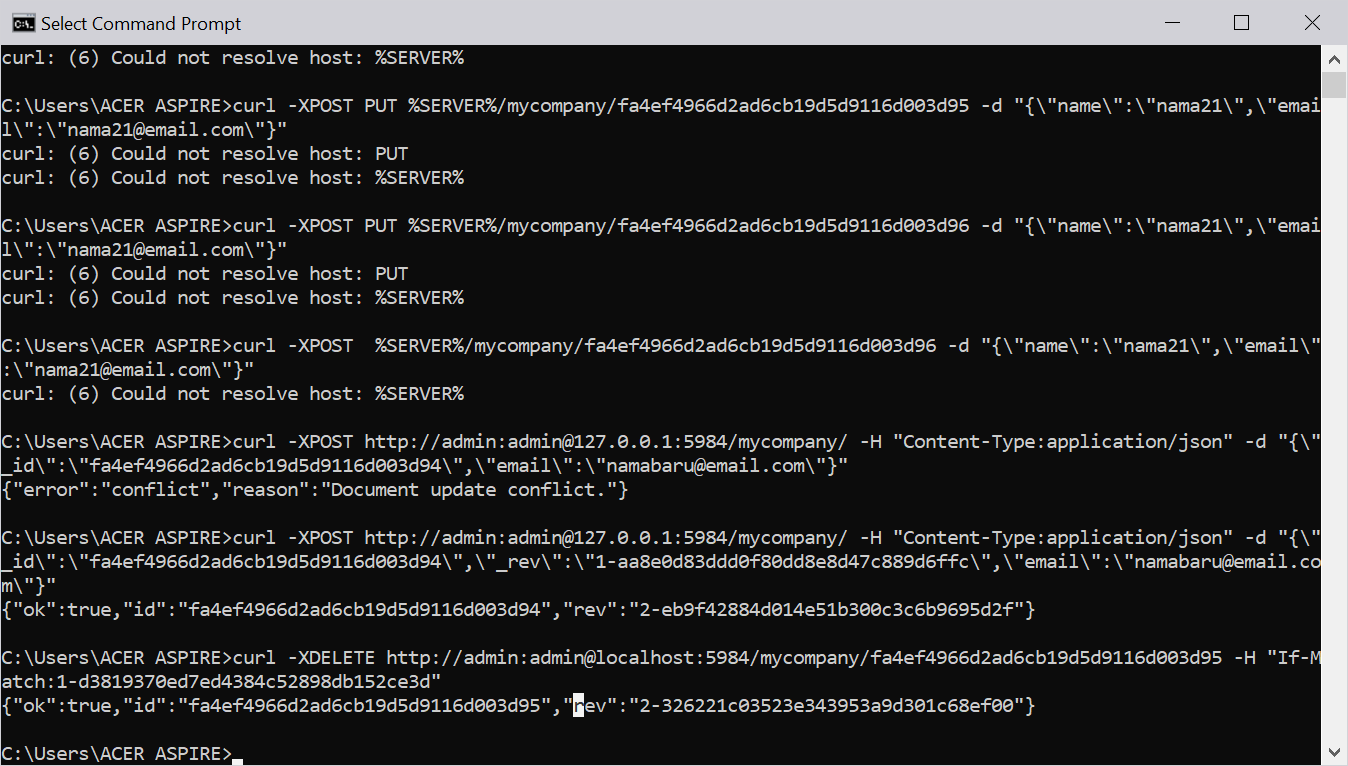 Select Command Prompt
curl: (6) Could not resolve host: %SERVER%
C:\Users\ACER ASPIRE>curl -XPOST PUT %SERVER%/mycompany/fa4ef4966d2ad6cb19d5d9116d003d95 -d "{\"name\":\"nama21\",\"emai
l\":\"nama21@email.com\"}"
curl: (6) Could not resolve host: PUT
curl: (6) Could not resolve host: %SERVER%
C:\Users\ACER ASPIRE>curl -XPOST PUT %SERVER%/mycompany/fa4ef4966d2ad6cb19d5d9116d003d96 -d "{\"name\":\"nama21\",\"emai
l\":\"nama21@email.com\"}"
curl: (6) Could not resolve host: PUT
curl: (6) Could not resolve host: %SERVER%
C:\Users\ACER ASPIRE>curl -XPOST  %SERVER%/mycompany/fa4ef4966d2ad6cb19d5d9116d003d96 -d "{\"name\":\"nama21\",\"email\"
:\"nama21@email.com\"}"
curl: (6) Could not resolve host: %SERVER%
C:\Users\ACER ASPIRE>curl -XPOST http://admin:admin@127.0.0.1:5984/mycompany/ -H "Content-Type:application/json" -d "{\"
_id\":\"fa4ef4966d2ad6cb19d5d9116d003d94\",\"email\":\"namabaru@email.com\"}"
{"error":"conflict","reason":"Document update conflict."}
C:\Users\ACER ASPIRE>curl -XPOST http://admin:admin@127.0.0.1:5984/mycompany/ -H "Content-Type:application/json" -d "{\"
_id\":\"fa4ef4966d2ad6cb19d5d9116d003d94\",\"_rev\":\"1-aa8e0d83ddd0f80dd8e8d47c889d6ffc\",\"email\":\"namabaru@email.co
m\"}"
{"ok":true,"id":"fa4ef4966d2ad6cb19d5d9116d003d94","rev":"2-eb9f42884d014e51b300c3c6b9695d2f"}
C:\Users\ACER ASPIRE>curl -XDELETE http://admin:admin@localhost:5984/mycompany/fa4ef4966d2ad6cb19d5d9116d003d95 -H "If-M
atch:1-d3819370ed7ed4384c52898db152ce3d"
{"ok":true,"id":"fa4ef4966d2ad6cb19d5d9116d003d95","rev":"2-326221c03523e343953a9d301c68ef00"}
C:\Users\ACER ASPIRE>